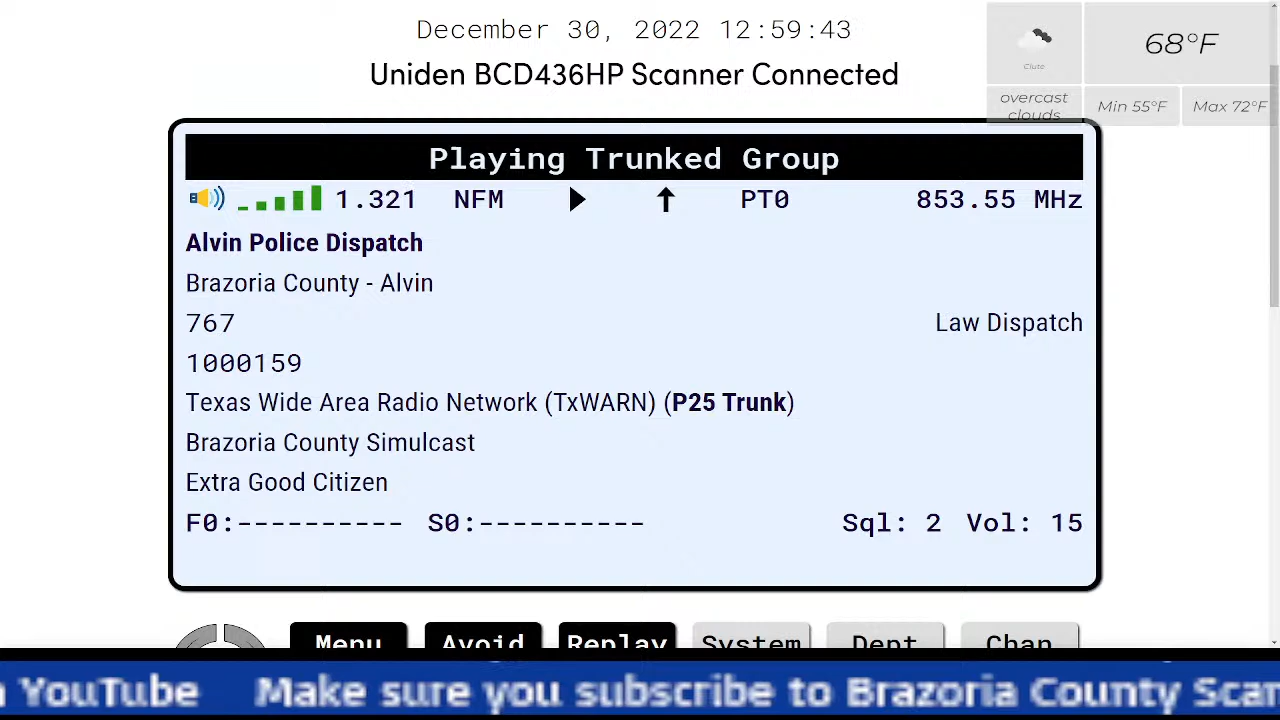 December 30, 2022 12:59:43
Uniden BCD436HP Scanner Connected
Clute
68°F
overcast clouds
Min 55°F
Max 72°F
Playing Trunked Group
1.321 NFM PT0 853.55 MHz
Alvin Police Dispatch
Brazoria County - Alvin
767 Law Dispatch
1000159
Texas Wide Area Radio Network (TxWARN) (P25 Trunk)
Brazoria County Simulcast
Extra Good Citizen
F0:---------- S0:---------- Sql: 2 Vol: 15
Menu Avoid Replay System Dept Chan
YouTube Make sure you subscribe to Brazoria County Scan